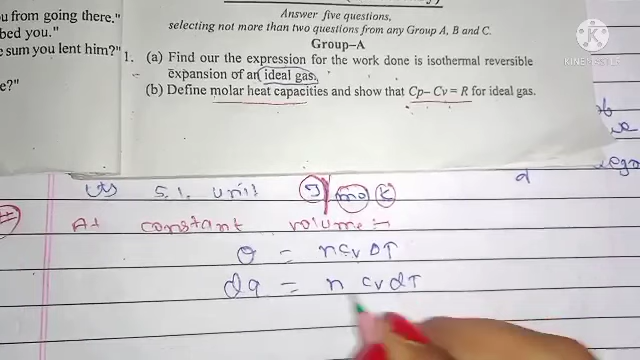 u from going there."
bed you."
e sum you lent him?"
e?"
Answer five questions,
selecting not more than two questions from any Group A, B and C.
Group–A
1. (a) Find our the expression for the work done is isothermal reversible
expansion of an ideal gas.
(b) Define molar heat capacities and show that Cp– Cv = R for ideal gas.
KINEMASTER
S.I. unit J mol K
At constant volume :-
= nCv ΔT
dq = n CvdT